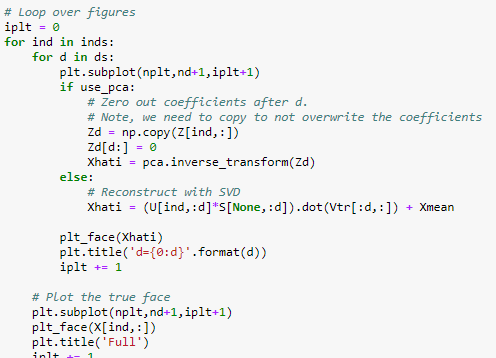 # Loop over figures
iplt = 0
for ind in inds:
    for d in ds:
        plt.subplot(nplt,nd+1,iplt+1)
        if use_pca:
            # Zero out coefficients after d.
            # Note, we need to copy to not overwrite the coefficients
            Zd = np.copy(Z[ind,:])
            Zd[d:] = 0
            Xhati = pca.inverse_transform(Zd)
        else:
            # Reconstruct with SVD
            Xhati = (U[ind,:d]*S[None,:d]).dot(Vtr[:d,:]) + Xmean

        plt_face(Xhati)
        plt.title('d={0:d}'.format(d))
        iplt += 1

    # Plot the true face
    plt.subplot(nplt,nd+1,iplt+1)
    plt_face(X[ind,:])
    plt.title('Full')
    iplt += 1